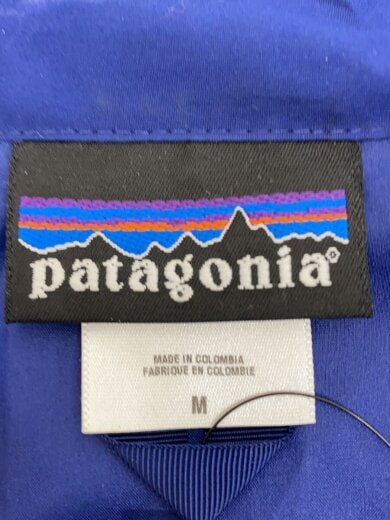 patagonia®
MADE IN COLOMBIA
FABRIQUE EN COLOMBIE
M